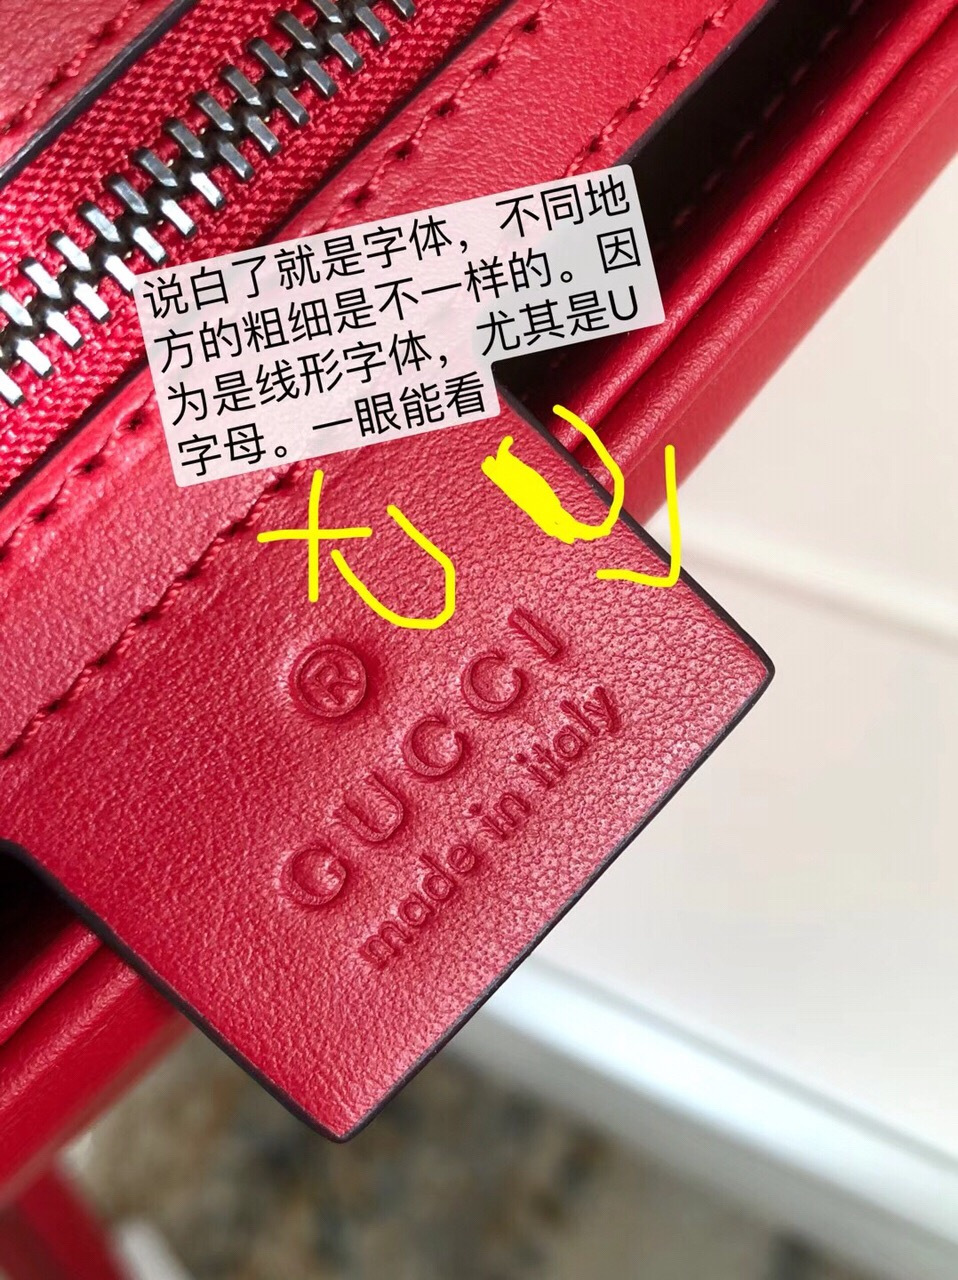 说白了就是字体，不同地
方的粗细是不一样的。因
为是线形字体，尤其是U
字母。一眼能看
®
GUCCI
made in italy